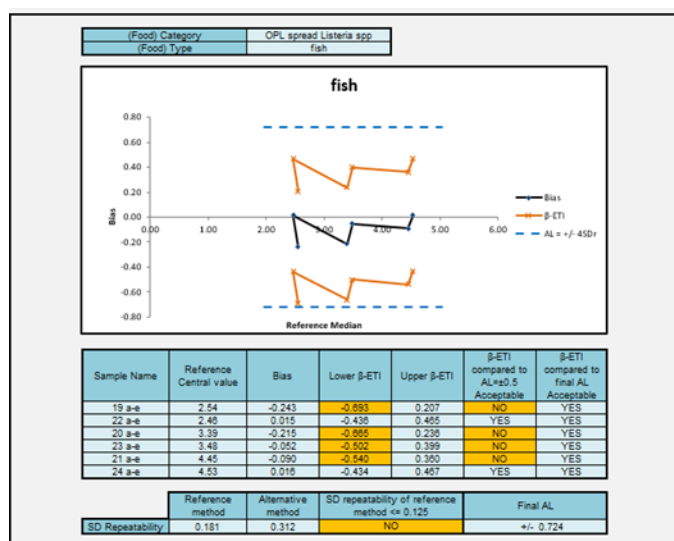 (Food) Category OPL spread Listeria spp
(Food) Type fish
fish
0.80
0.60
0.40
0.20
0.00
0.00 1.00 2.00 3.00 4.00 5.00 6.00
-0.20
-0.40
-0.60
-0.80
Bias
Reference Median
Bias
β-ETI
AL = +/- 4SDr
Sample Name Reference Central value Bias Lower β-ETI Upper β-ETI β-ETI compared to AL=±0.5 Acceptable β-ETI compared to final AL Acceptable
19 a-e 2.54 -0.243 -0.693 0.207 NO YES
22 a-e 2.46 0.015 -0.436 0.465 YES YES
20 a-e 3.39 -0.215 -0.665 0.236 NO YES
23 a-e 3.48 -0.052 -0.502 0.399 NO YES
21 a-e 4.45 -0.090 -0.540 0.360 NO YES
24 a-e 4.53 0.016 -0.434 0.467 YES YES
Reference method Alternative method SD repeatability of reference method <= 0.125 Final AL
SD Repeatability 0.181 0.312 NO +/- 0.724